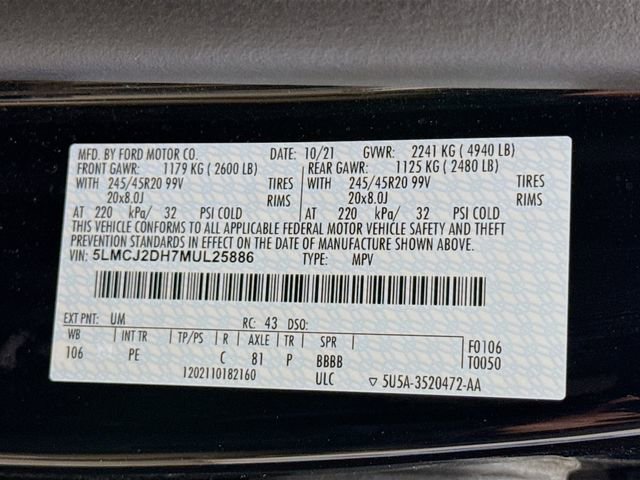 MFD. BY FORD MOTOR CO. DATE: 10/21 GVWR: 2241 KG ( 4940 LB)
FRONT GAWR: 1179 KG ( 2600 LB) REAR GAWR: 1125 KG ( 2480 LB)
WITH 245/45R20 99V TIRES WITH 245/45R20 99V TIRES
20x8.0J RIMS 20x8.0J RIMS
AT 220 kPa/ 32 PSI COLD AT 220 kPa/ 32 PSI COLD
THIS VEHICLE CONFORMS TO ALL APPLICABLE FEDERAL MOTOR VEHICLE SAFETY AND THEFT
PREVENTION STANDARDS IN EFFECT ON THE DATE OF MANUFACTURE SHOWN ABOVE.
VIN: 5LMCJ2DH7MUL25886 TYPE: MPV
EXT PNT: UM RC: 43 DSO:
WB INT TR TP/PS R AXLE TR SPR F0106
106 PE C 81 P BBBB T0050
1202110182160 ULC ▽ 5U5A-3520472-AA